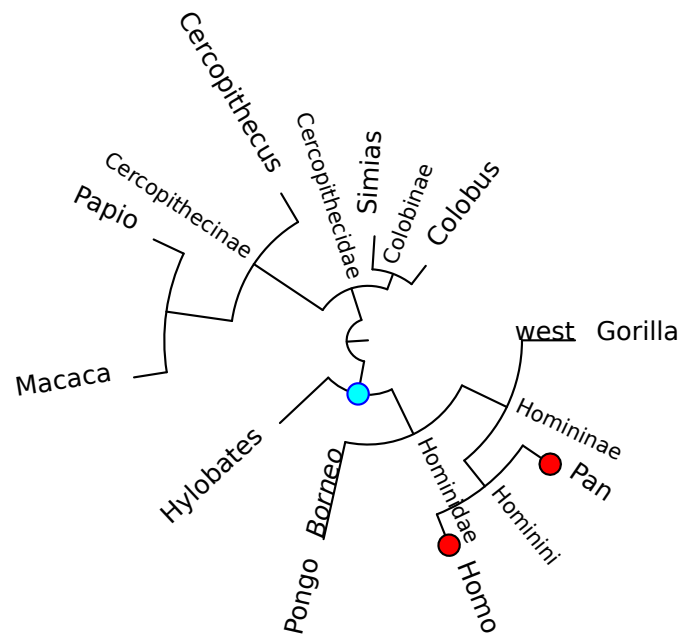 Cercopithecus
Cercopithecidae
Simias
Colobinae
Colobus
Cercopithecinae
Papio
Macaca
west Gorilla
Homininae
Hylobates
Borneo
Pongo
Hominidae
Hominini
Pan
Homo